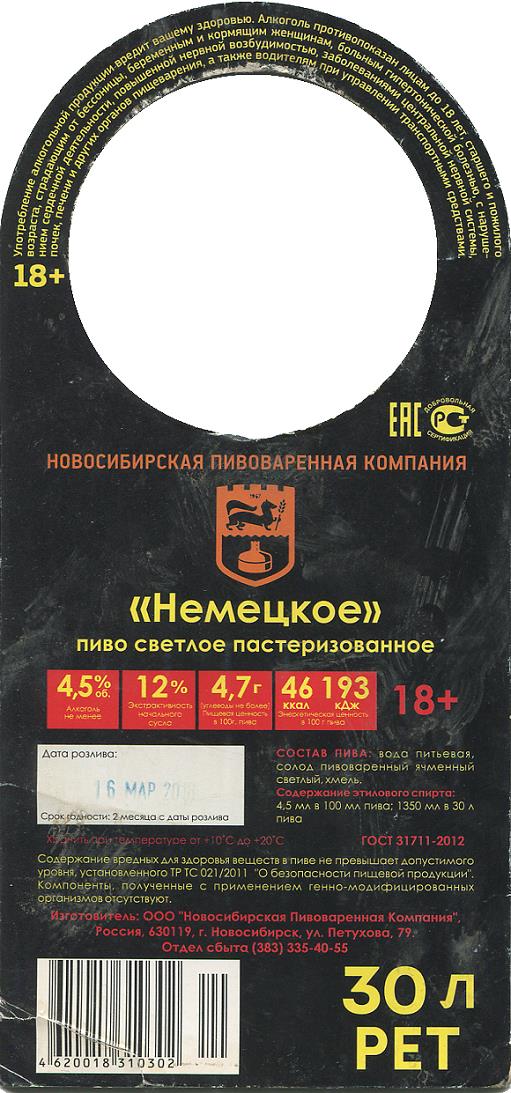 Употребление алкогольной продукции вредит вашему здоровью. Алкоголь противопоказан лицам до 18 лет, старшего и пожилого
возраста, страдающим от бессоницы, беременным и кормящим женщинам, больным гипертонической болезнью, с наруше-
нием сердечной деятельности, повышенной нервной возбудимостью, заболеваниями центральной нервной системы,
почек, печени и других органов пищеварения, а также водителям при управлении транспортными средствами.
18+
ЕАС
ДОБРОВОЛЬНАЯ
РСТ
СЕРТИФИКАЦИЯ
НОВОСИБИРСКАЯ ПИВОВАРЕННАЯ КОМПАНИЯ
1967
«Немецкое»
пиво светлое пастеризованное
4,5% об.
Алкоголь
не менее
12%
Экстрактивность
начального
сусла
4,7 г
(углеводы не более)
Пищевая ценность
в 100г. пива
46 193
ккал кДж
Энергетическая ценность
в 100 г пива
18+
Дата розлива:
16 МАР 20
Срок годности: 2 месяца с даты розлива
СОСТАВ ПИВА: вода питьевая,
солод пивоваренный ячменный
светлый, хмель.
Содержание этилового спирта:
4,5 мл в 100 мл пива; 1350 мл в 30 л
пива
Хранить при температуре от +10°С до +20°С
ГОСТ 31711-2012
Содержание вредных для здоровья веществ в пиве не превышает допустимого
уровня, установленного ТР ТС 021/2011 "О безопасности пищевой продукции".
Компоненты, полученные с применением генно-модифицированных
организмов отсутствуют.
Изготовитель: ООО "Новосибирская Пивоваренная Компания",
Россия, 630119, г. Новосибирск, ул. Петухова, 79.
Отдел сбыта (383) 335-40-55
4 620018 310302
30 л
РЕТ